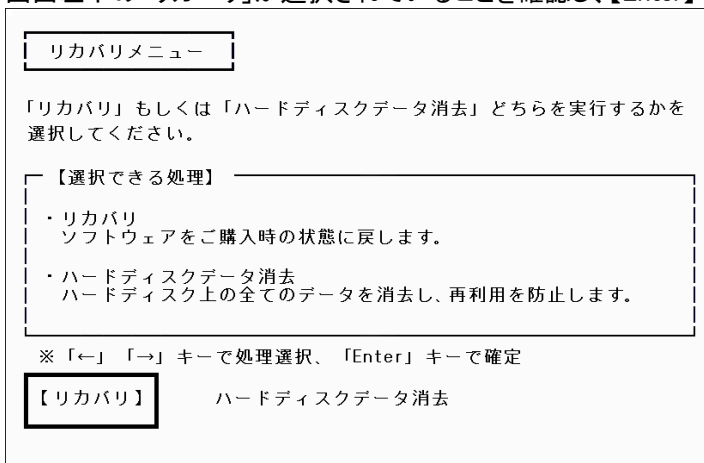 リカバリメニュー
「リカバリ」もしくは「ハードディスクデータ消去」どちらを実行するかを
選択してください。
【選択できる処理】
・リカバリ
ソフトウェアをご購入時の状態に戻します。
・ハードディスクデータ消去
ハードディスク上の全てのデータを消去し、再利用を防止します。
※「←」「→」キーで処理選択、「Enter」キーで確定
【リカバリ】 ハードディスクデータ消去